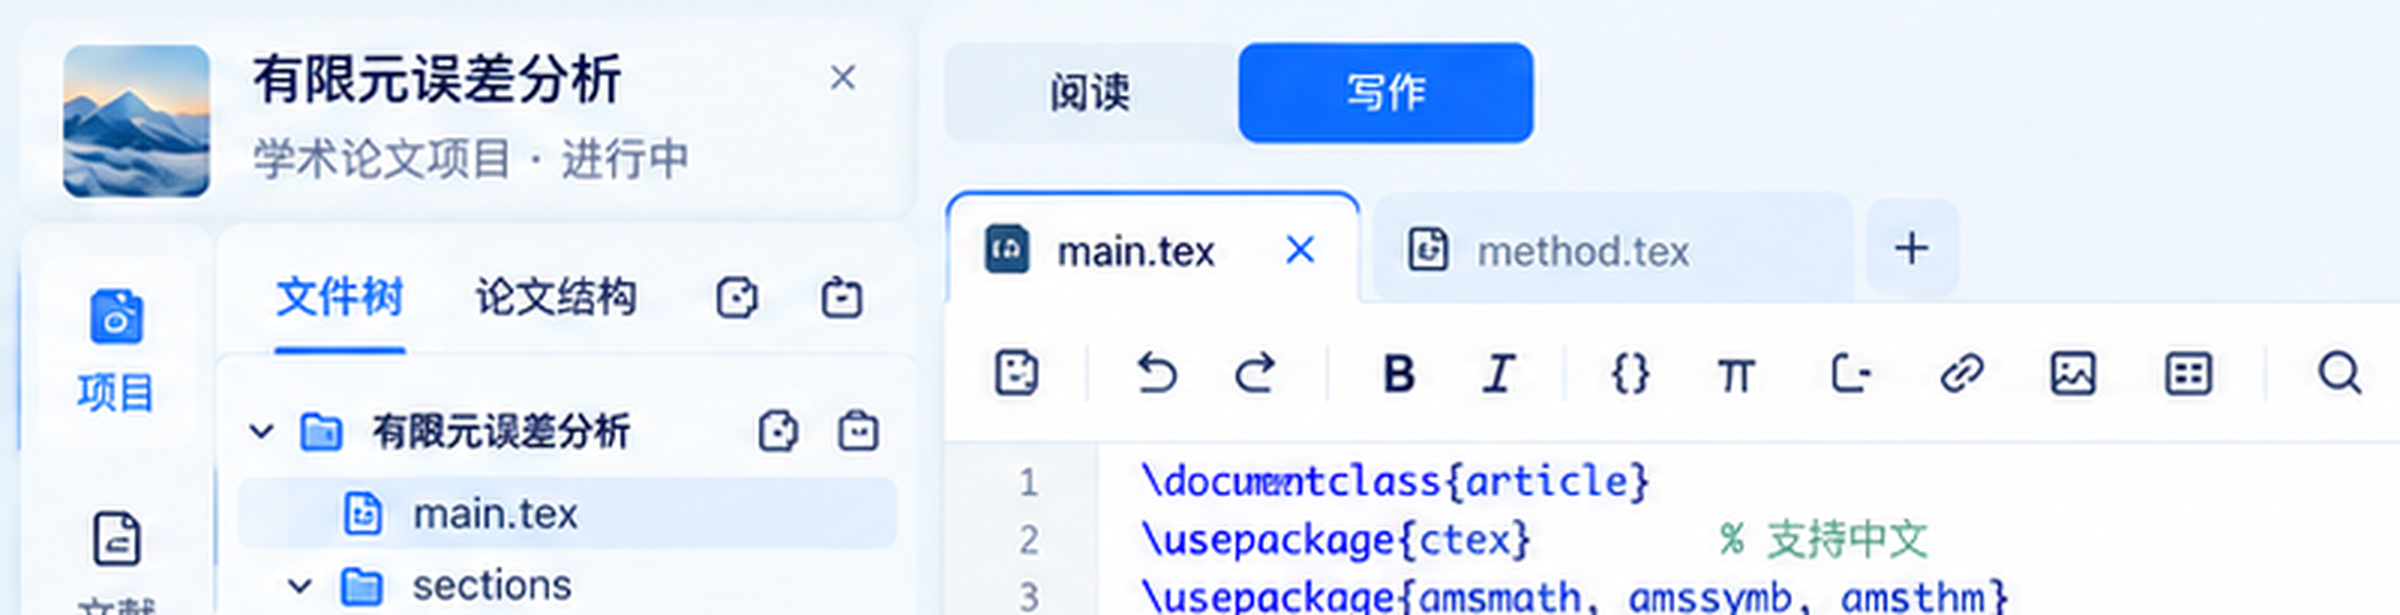 有限元误差分析
学术论文项目 · 进行中
阅读
写作
main.tex
method.tex
文件树
论文结构
项目
有限元误差分析
main.tex
sections
文献
B I {} π
1 \documentclass{article}
2 \usepackage{ctex} % 支持中文
3 \usepackage{amsmath, amssymb, amsthm}